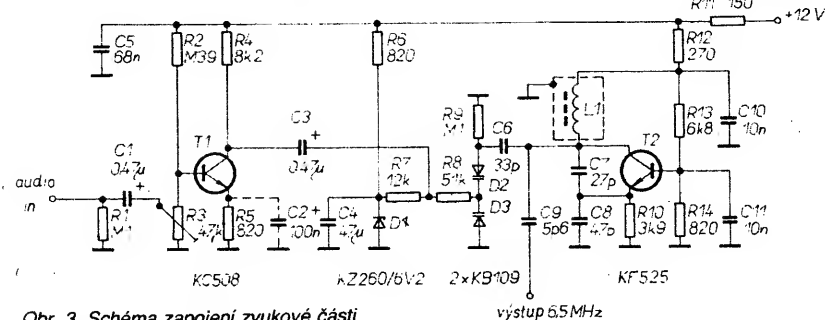 R11 150
+12 V
C5
68n
R2
M39
R4
8k2
R6
820
R12
270
R9
M1
L1
R13
6k8
C10
10n
C3
0,47µ
C6
33p
T1
T2
C1
0,47µ
audio
in
R7
12k
R8
51k
D2
D3
C7
27p
R1
M1
R3
47k
R5
820
C2
100n
C4
47µ
D1
C9
5p6
C8
47p
R10
3k9
R14
820
C11
10n
KC508
KZ260/6V2
2xKB109
KF525
Obr. 3. Schéma zapojení zvukové části
výstup 6,5 MHz